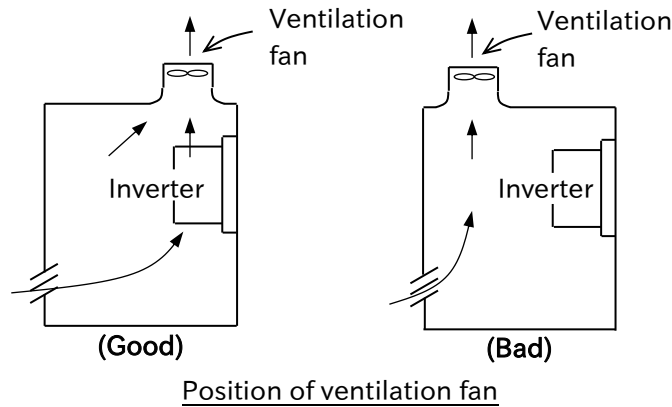 Ventilation
fan
Inverter
(Good)
Ventilation
fan
Inverter
(Bad)
Position of ventilation fan